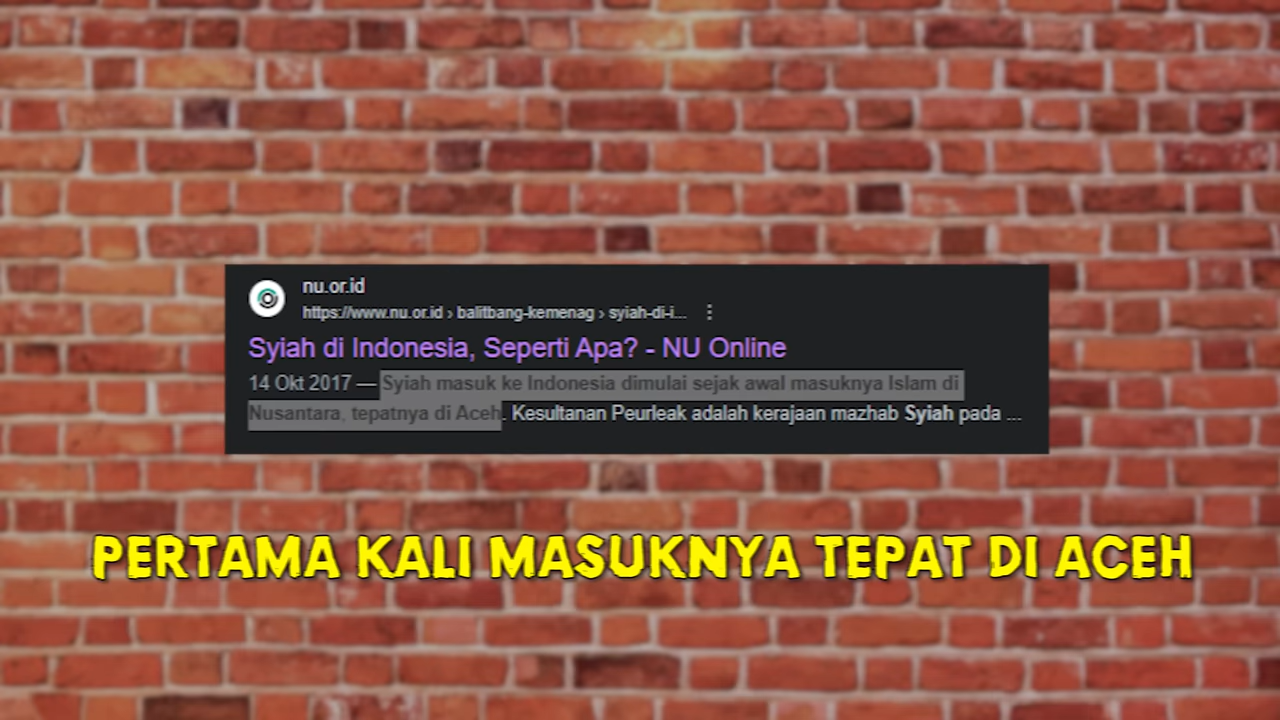 nu.or.id
https://www.nu.or.id › balitbang-kemenag › syiah-di-i...
Syiah di Indonesia, Seperti Apa? - NU Online
14 Okt 2017 — Syiah masuk ke Indonesia dimulai sejak awal masuknya Islam di
Nusantara, tepatnya di Aceh. Kesultanan Peurleak adalah kerajaan mazhab Syiah pada ...
PERTAMA KALI MASUKNYA TEPAT DI ACEH